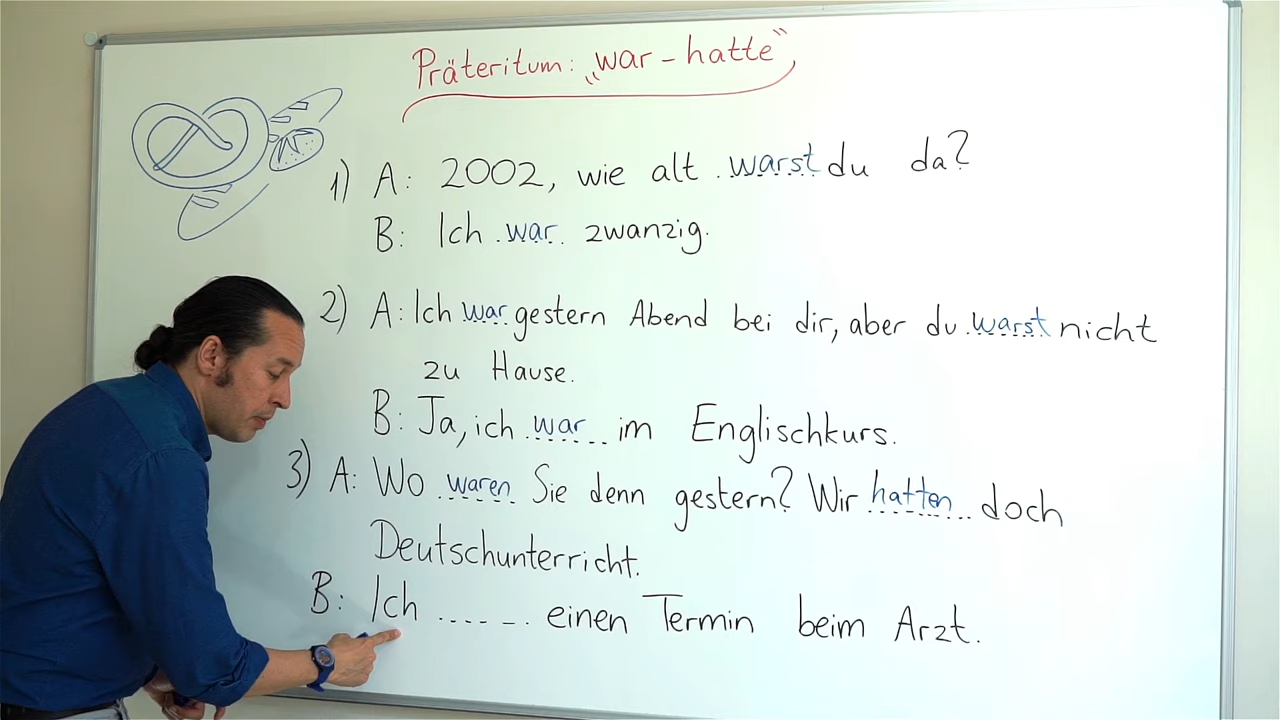 Präteritum: "war - hatte"
1) A: 2002, wie alt warst du da?
B: Ich war zwanzig.
2) A: Ich war gestern Abend bei dir, aber du warst nicht
zu Hause.
B: Ja, ich war im Englischkurs.
3) A: Wo waren Sie denn gestern? Wir hatten doch
Deutschunterricht.
B: Ich ...... einen Termin beim Arzt.